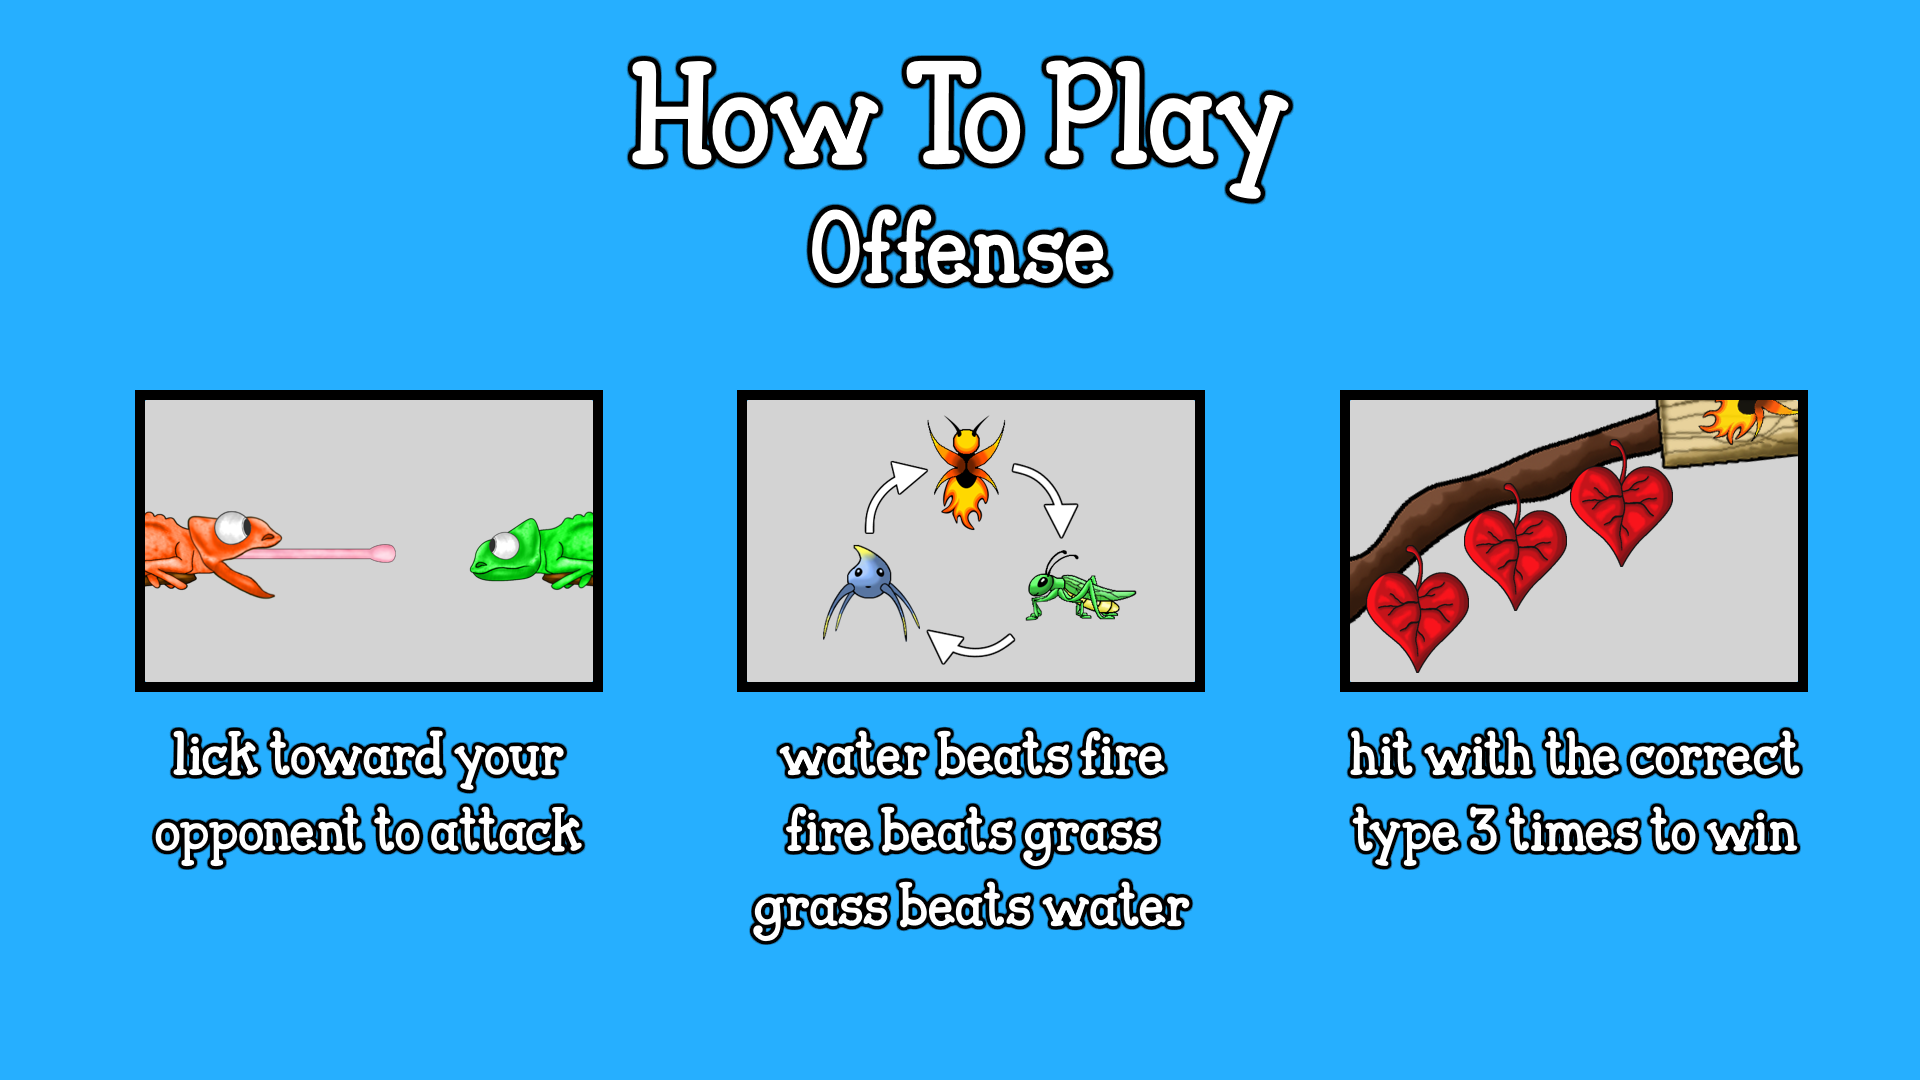 How To Play
Offense
lick toward your
opponent to attack
water beats fire
fire beats grass
grass beats water
hit with the correct
type 3 times to win